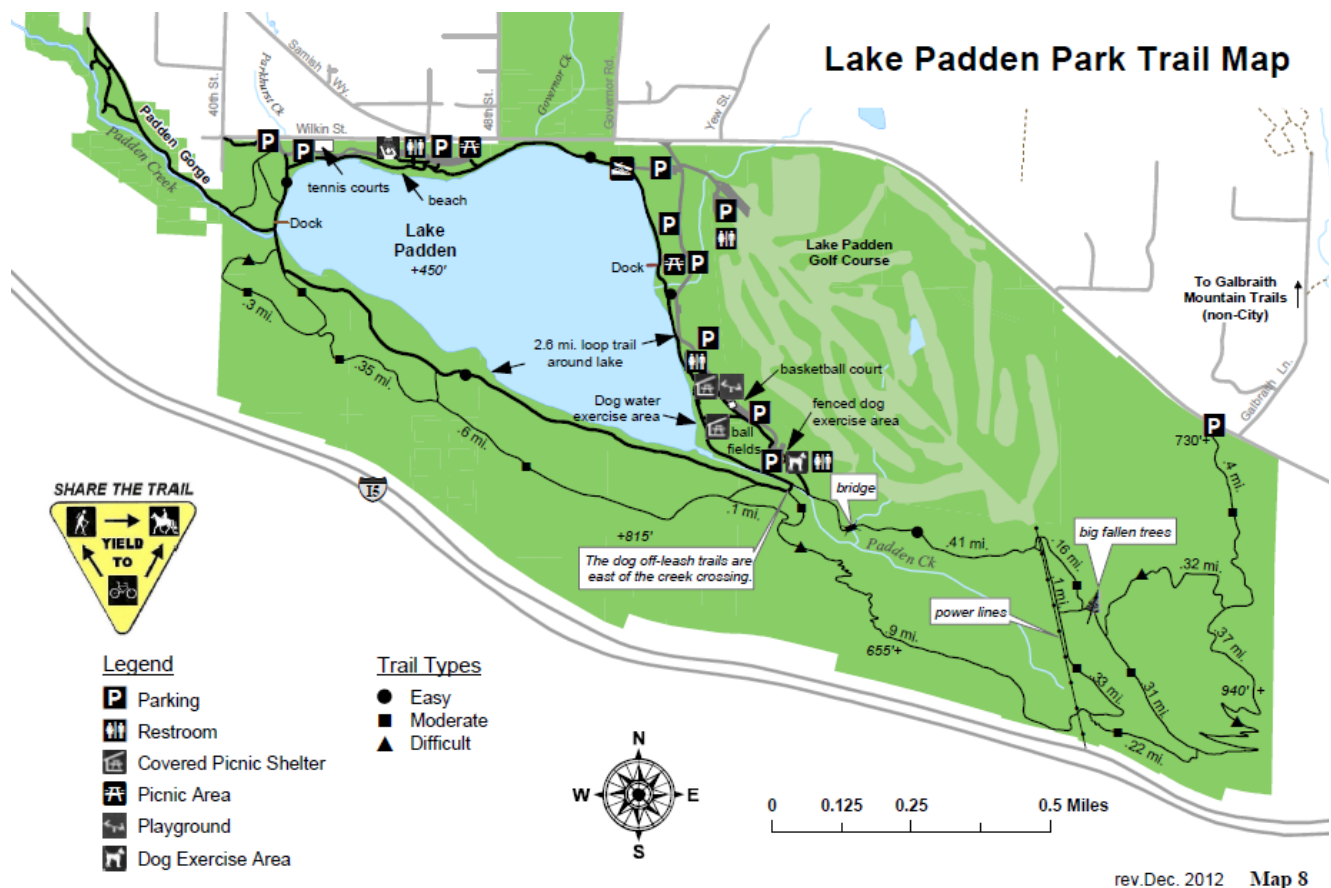 Lake Padden Park Trail Map
40th St.
Parkhurst Ck
Samish Wy.
48th St.
Governor Ck
Governor Rd.
Yew St.
Wilkin St.
Padden Gorge
Padden Creek
P
P
P
P
tennis courts
beach
Dock
Lake
Padden
+450'
P
P
P
Dock
P
Lake Padden
Golf Course
To Galbraith
Mountain Trails
(non-City)
Galbraith Ln.
.3 mi.
.35 mi.
2.6 mi. loop trail
around lake
P
basketball court
Dog water
exercise area
P
fenced dog
exercise area
ball
fields
P
P
730'+
.4 mi.
.6 mi.
I5
SHARE THE TRAIL
YIELD
TO
.1 mi.
+815'
bridge
The dog off-leash trails are
east of the creek crossing.
Padden Ck
.41 mi.
.16 mi.
big fallen trees
.32 mi.
.1 mi.
power lines
.9 mi.
655'+
.37 mi.
.33 mi.
.31 mi.
940' +
.22 mi.
Legend
P Parking
Restroom
Covered Picnic Shelter
Picnic Area
Playground
Dog Exercise Area
Trail Types
Easy
Moderate
Difficult
N
W E
S
0 0.125 0.25 0.5 Miles
rev.Dec. 2012 Map 8